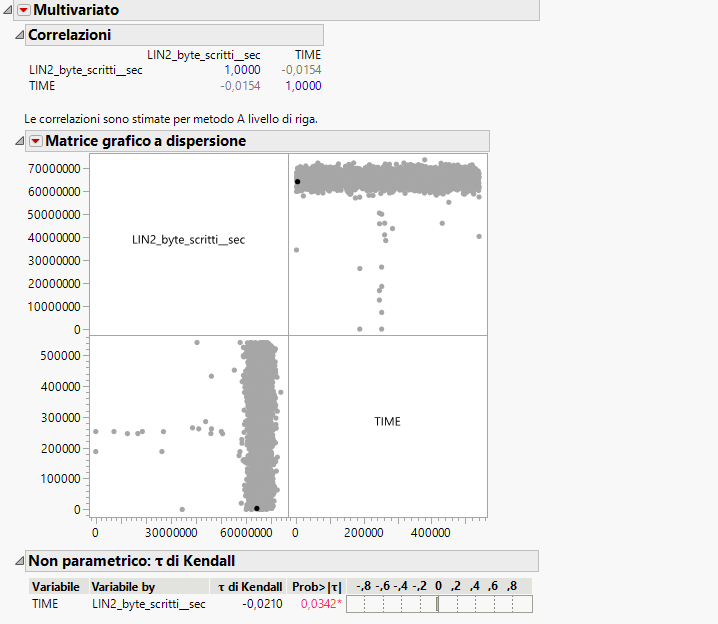 Multivariato
Correlazioni
LIN2_byte_scritti__sec TIME
LIN2_byte_scritti__sec 1,0000 -0,0154
TIME -0,0154 1,0000
Le correlazioni sono stimate per metodo A livello di riga.
Matrice grafico a dispersione
70000000
60000000
50000000
40000000
30000000
20000000
10000000
0
LIN2_byte_scritti__sec
500000
400000
300000
200000
100000
0
TIME
0 30000000 60000000 0 200000 400000
Non parametrico: τ di Kendall
Variabile Variabile by τ di Kendall Prob>|τ| -,8 -,6 -,4 -,2 0 ,2 ,4 ,6 ,8
TIME LIN2_byte_scritti__sec -0,0210 0,0342*